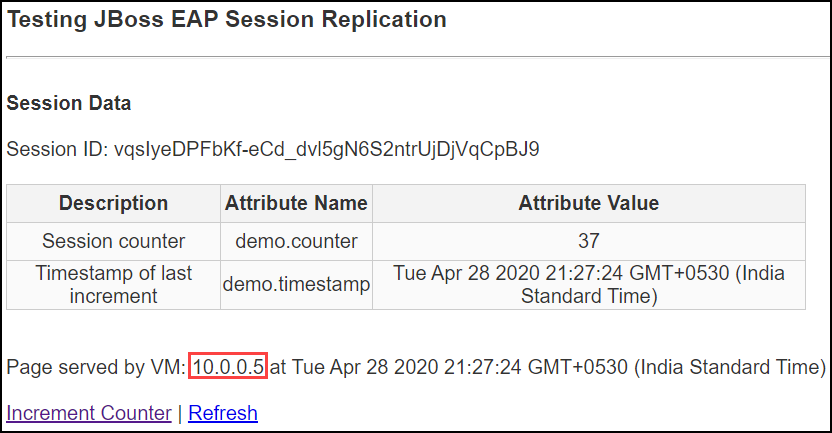 Testing JBoss EAP Session Replication
Session Data
Session ID: vqsIyeDPFbKf-eCd_dvl5gN6S2ntrUjDjVqCpBJ9
Description Attribute Name Attribute Value
Session counter demo.counter 37
Timestamp of last increment demo.timestamp Tue Apr 28 2020 21:27:24 GMT+0530 (India Standard Time)
Page served by VM: 10.0.0.5 at Tue Apr 28 2020 21:27:24 GMT+0530 (India Standard Time)
Increment Counter | Refresh